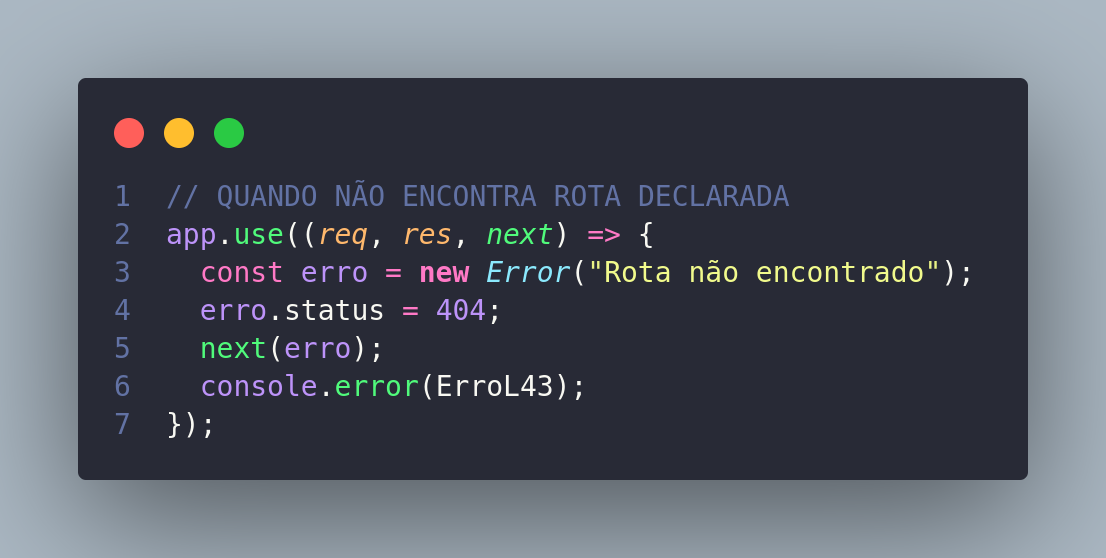 1 // QUANDO NÃO ENCONTRA ROTA DECLARADA
2 app.use((req, res, next) => {
3   const erro = new Error("Rota não encontrado");
4   erro.status = 404;
5   next(erro);
6   console.error(ErroL43);
7 });